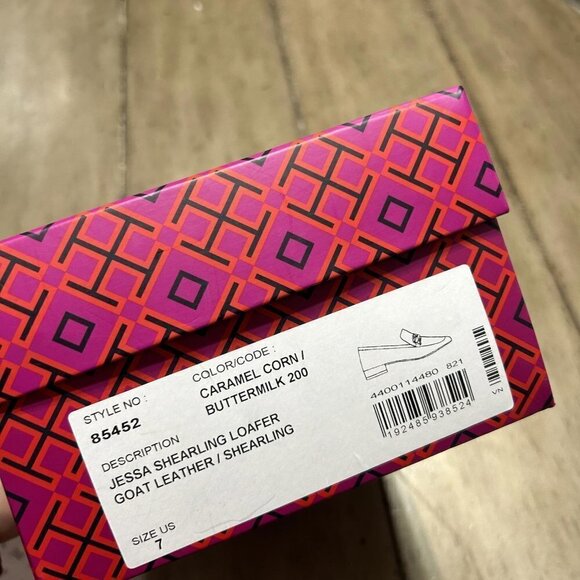 STYLE NO :
85452
COLOR/CODE :
CARAMEL CORN /
BUTTERMILK 200
DESCRIPTION
JESSA SHEARLING LOAFER
GOAT LEATHER / SHEARLING
SIZE US
7
4400114480 821
192485938524
VN